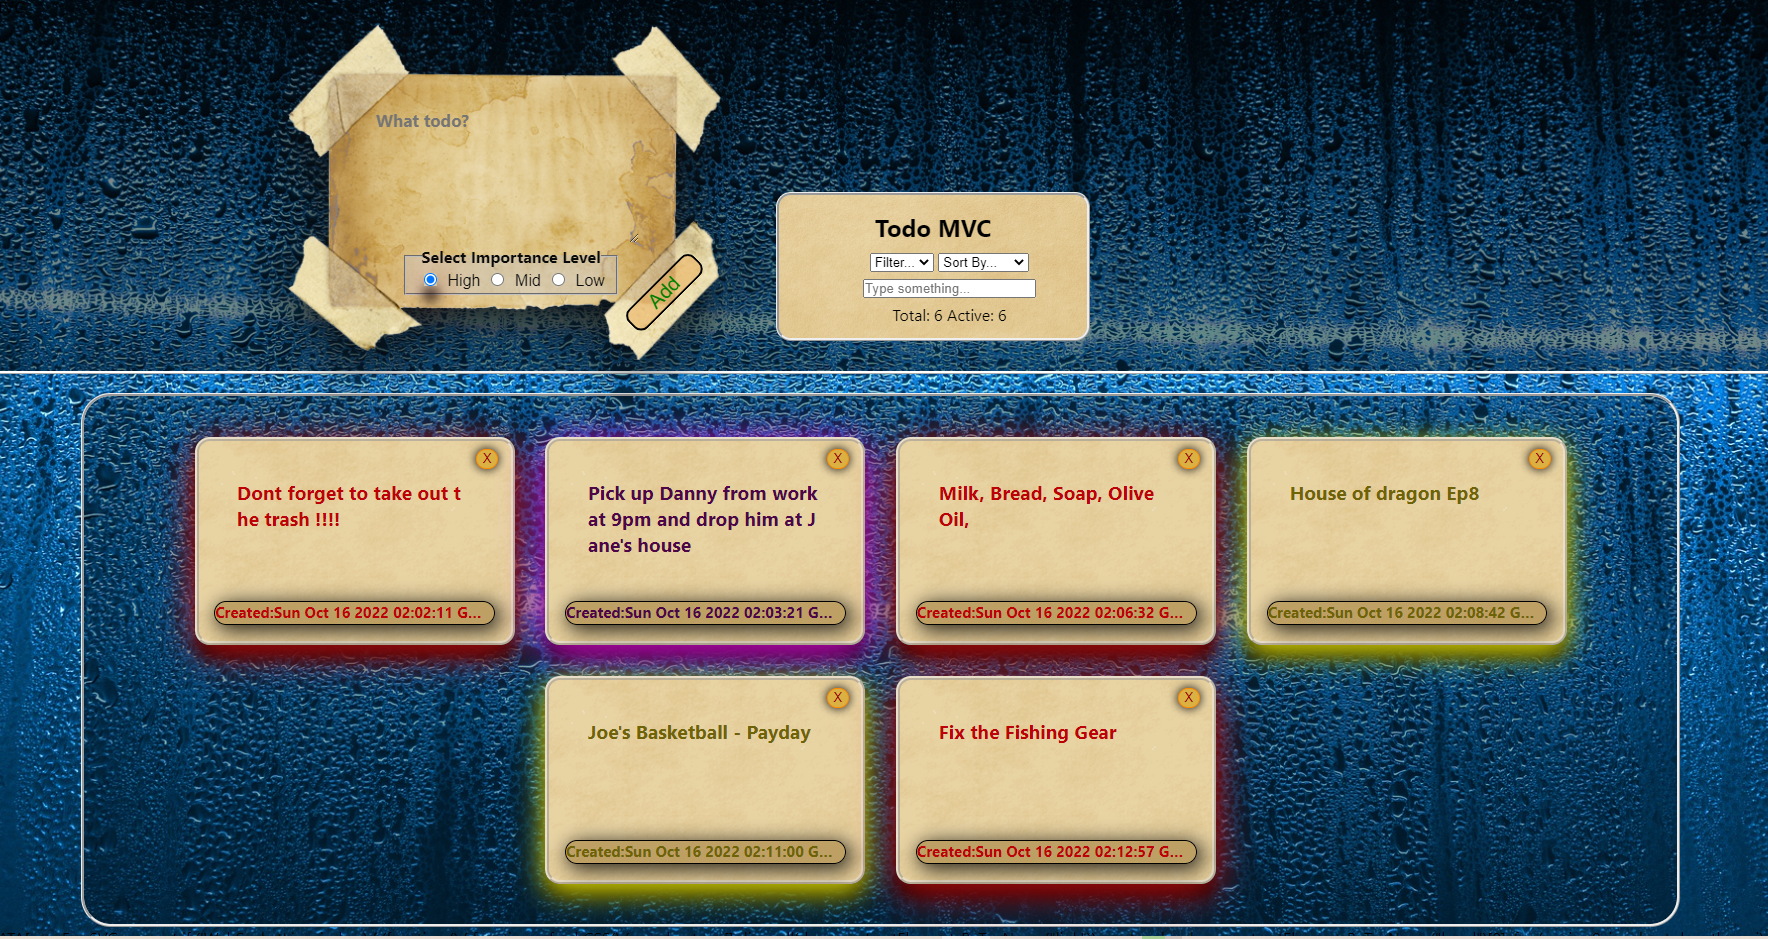 What todo?
Select Importance Level
High Mid Low
Add
Todo MVC
Filter... Sort By...
Type something...
Total: 6 Active: 6
X
Dont forget to take out t
he trash !!!!
Created:Sun Oct 16 2022 02:02:11 G...
X
Pick up Danny from work
at 9pm and drop him at J
ane's house
Created:Sun Oct 16 2022 02:03:21 G...
X
Milk, Bread, Soap, Olive
Oil,
Created:Sun Oct 16 2022 02:06:32 G...
X
House of dragon Ep8
Created:Sun Oct 16 2022 02:08:42 G...
X
Joe's Basketball - Payday
Created:Sun Oct 16 2022 02:11:00 G...
X
Fix the Fishing Gear
Created:Sun Oct 16 2022 02:12:57 G...